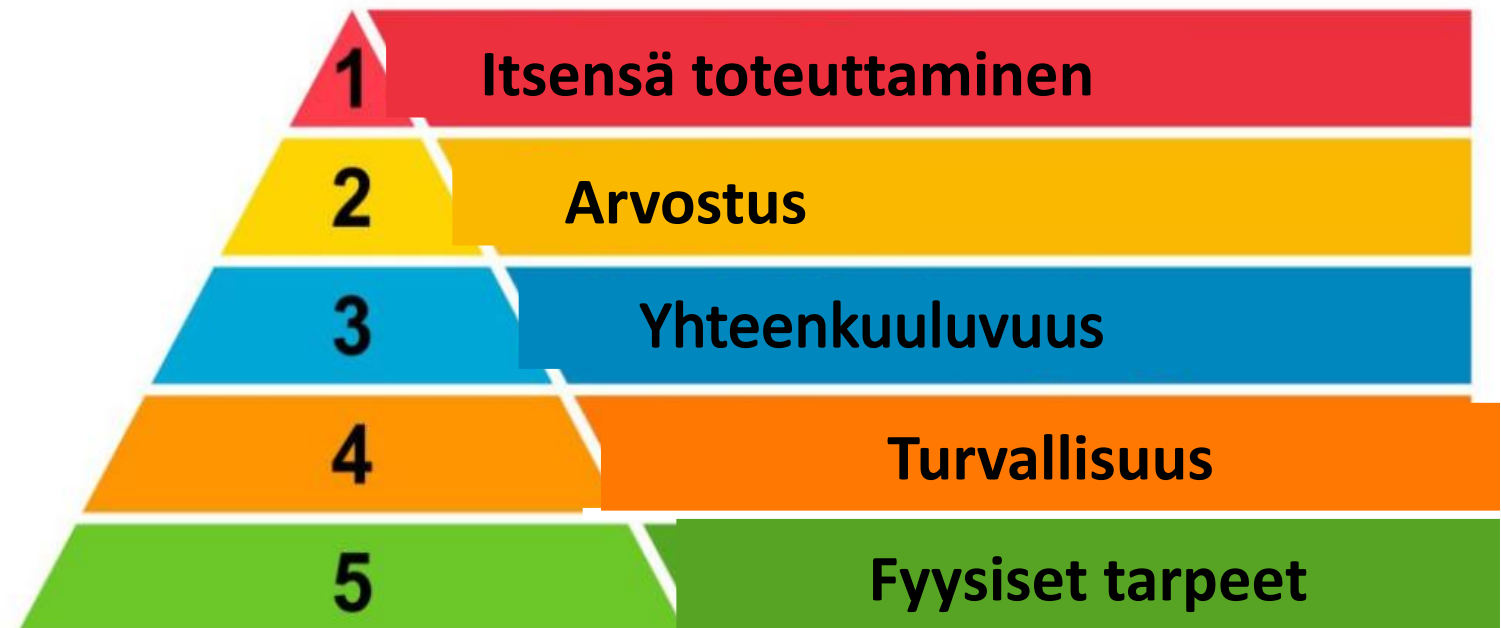 1 Itsensä toteuttaminen
2 Arvostus
3 Yhteenkuuluvuus
4 Turvallisuus
5 Fyysiset tarpeet